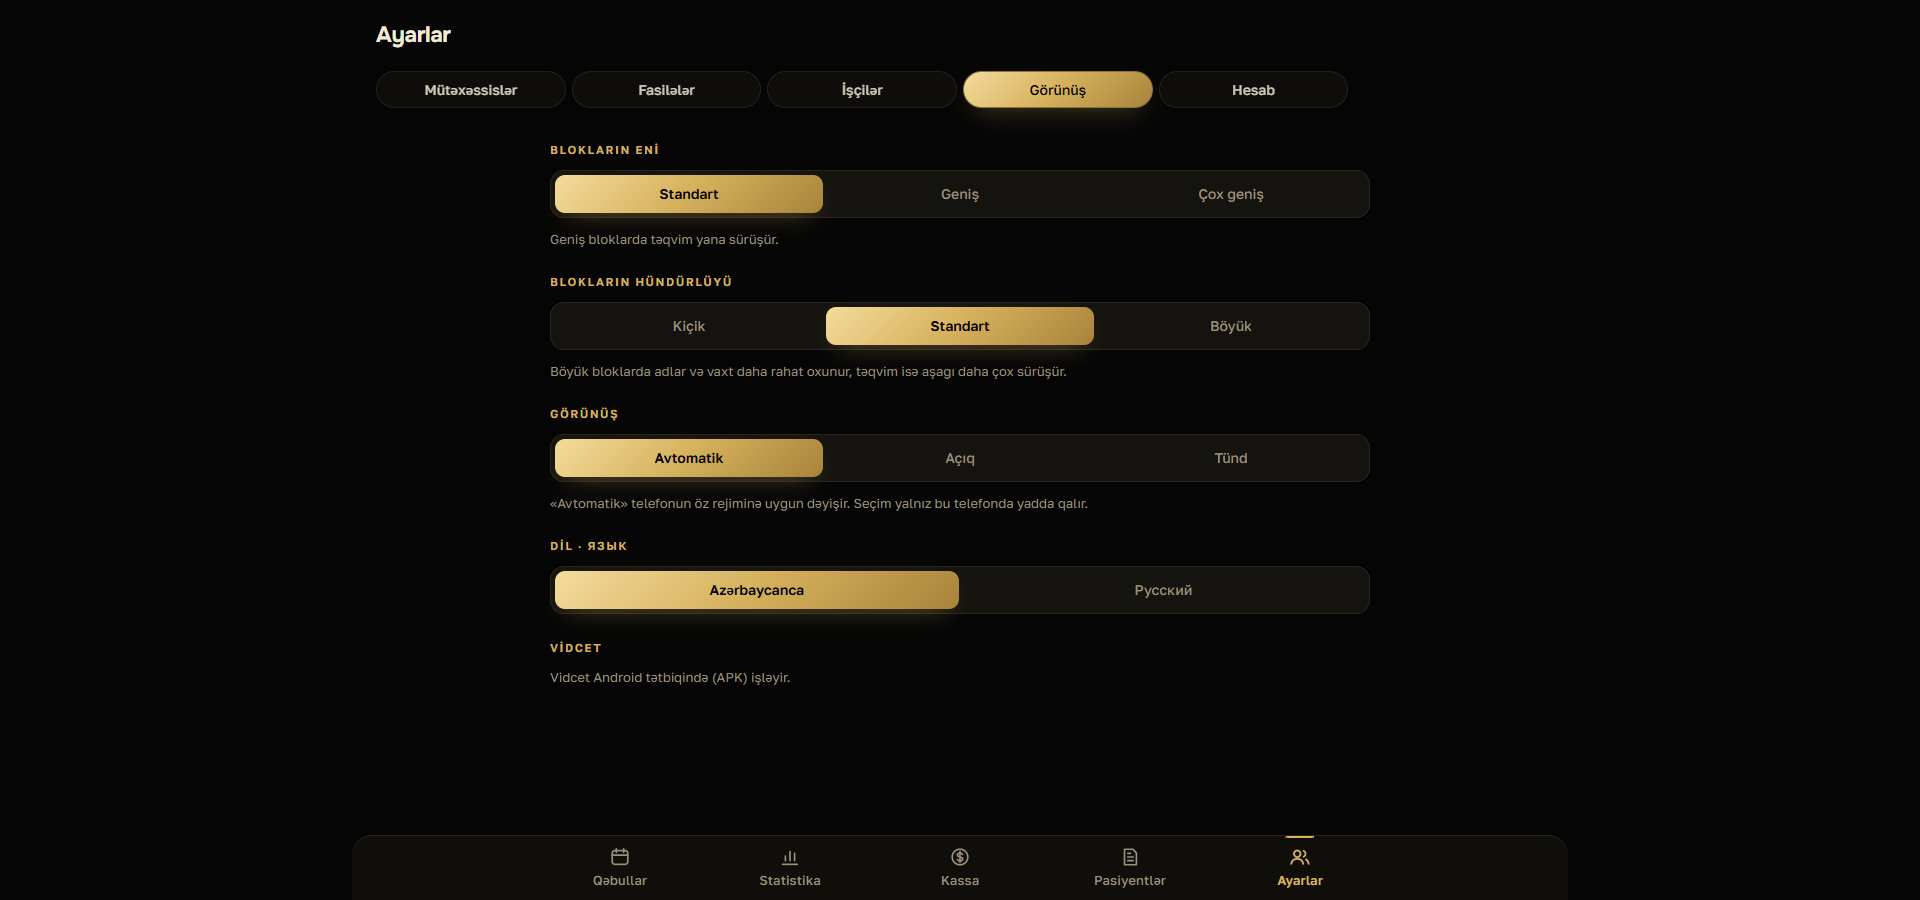 Ayarlar
Mütəxəssislər Fasilələr İşçilər Görünüş Hesab
BLOKLARIN ENİ
Standart Geniş Çox geniş
Geniş bloklarda təqvim yana sürüşür.
BLOKLARIN HÜNDÜRLÜYÜ
Kiçik Standart Böyük
Böyük bloklarda adlar və vaxt daha rahat oxunur, təqvim isə aşağı daha çox sürüşür.
GÖRÜNÜŞ
Avtomatik Açıq Tünd
«Avtomatik» telefonun öz rejiminə uyğun dəyişir. Seçim yalnız bu telefonda yadda qalır.
DİL · ЯЗЫК
Azərbaycanca Русский
VİDCET
Vidcet Android tətbiqində (APK) işləyir.
Qəbullar Statistika Kassa Pasiyentlər Ayarlar